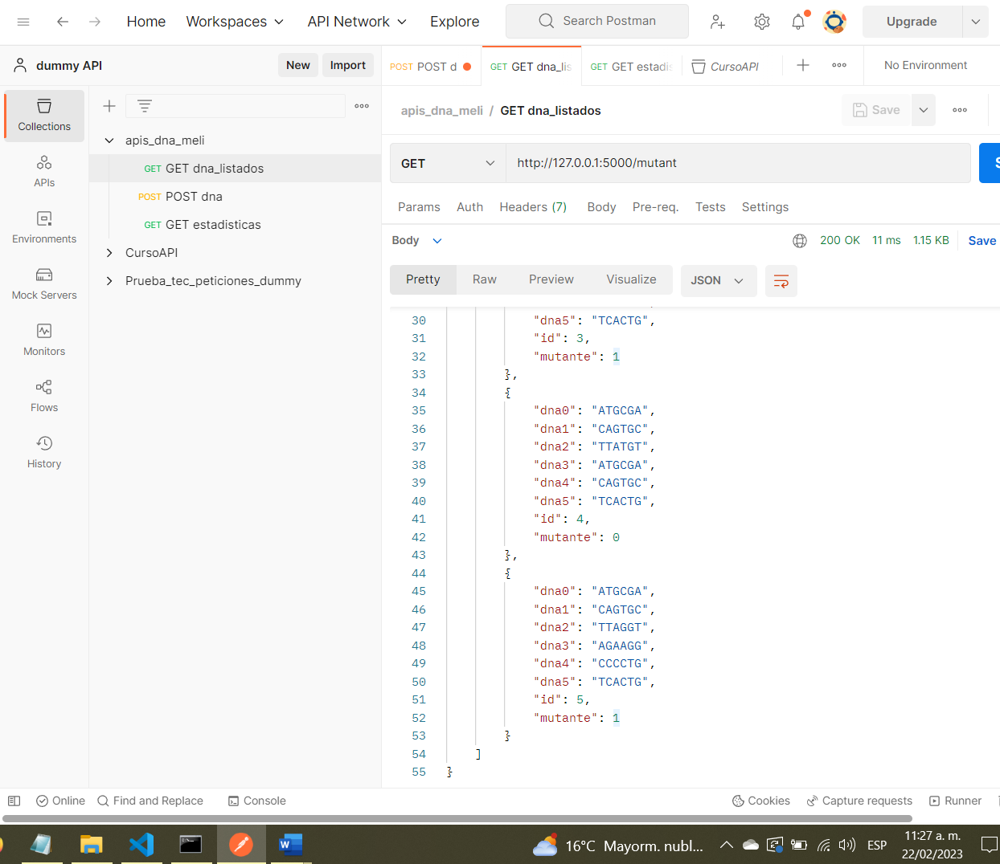 Home Workspaces API Network Explore Search Postman Upgrade
dummy API New Import
POST POST d GET GET dna_lis GET GET estadis CursoAPI No Environment
Collections
APIs
Environments
Mock Servers
Monitors
Flows
History
apis_dna_meli
GET GET dna_listados
POST POST dna
GET GET estadisticas
CursoAPI
Prueba_tec_peticiones_dummy
apis_dna_meli / GET dna_listados Save
GET http://127.0.0.1:5000/mutant S
Params Auth Headers (7) Body Pre-req. Tests Settings
Body 200 OK 11 ms 1.15 KB Save
Pretty Raw Preview Visualize JSON
30 "dna5": "TCACTG",
31 "id": 3,
32 "mutante": 1
33 },
34 {
35 "dna0": "ATGCGA",
36 "dna1": "CAGTGC",
37 "dna2": "TTATGT",
38 "dna3": "ATGCGA",
39 "dna4": "CAGTGC",
40 "dna5": "TCACTG",
41 "id": 4,
42 "mutante": 0
43 },
44 {
45 "dna0": "ATGCGA",
46 "dna1": "CAGTGC",
47 "dna2": "TTAGGT",
48 "dna3": "AGAAGG",
49 "dna4": "CCCCTG",
50 "dna5": "TCACTG",
51 "id": 5,
52 "mutante": 1
53 }
54 ]
55 }
Online Find and Replace Console Cookies Capture requests Runner
16°C Mayorm. nubl... ESP 11:27 a. m.
22/02/2023